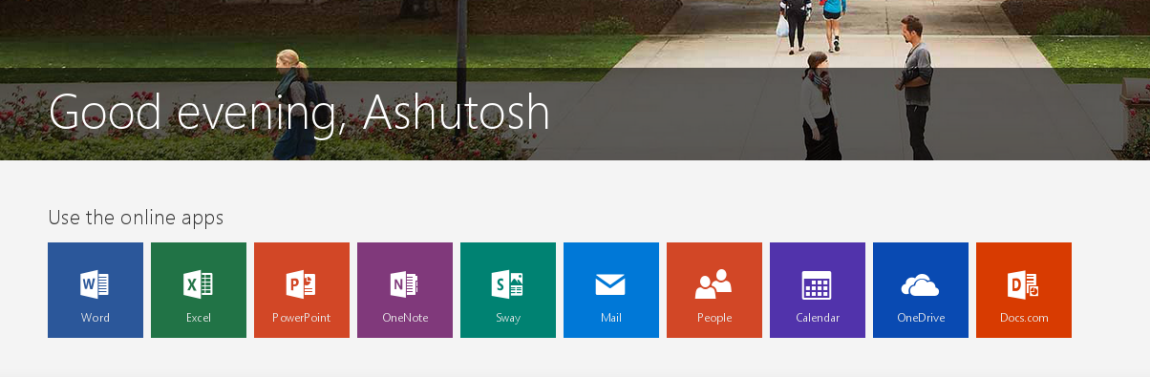 Good evening, Ashutosh
Use the online apps
W X P N S D
Word Excel PowerPoint OneNote Sway Mail People Calendar OneDrive Docs.com